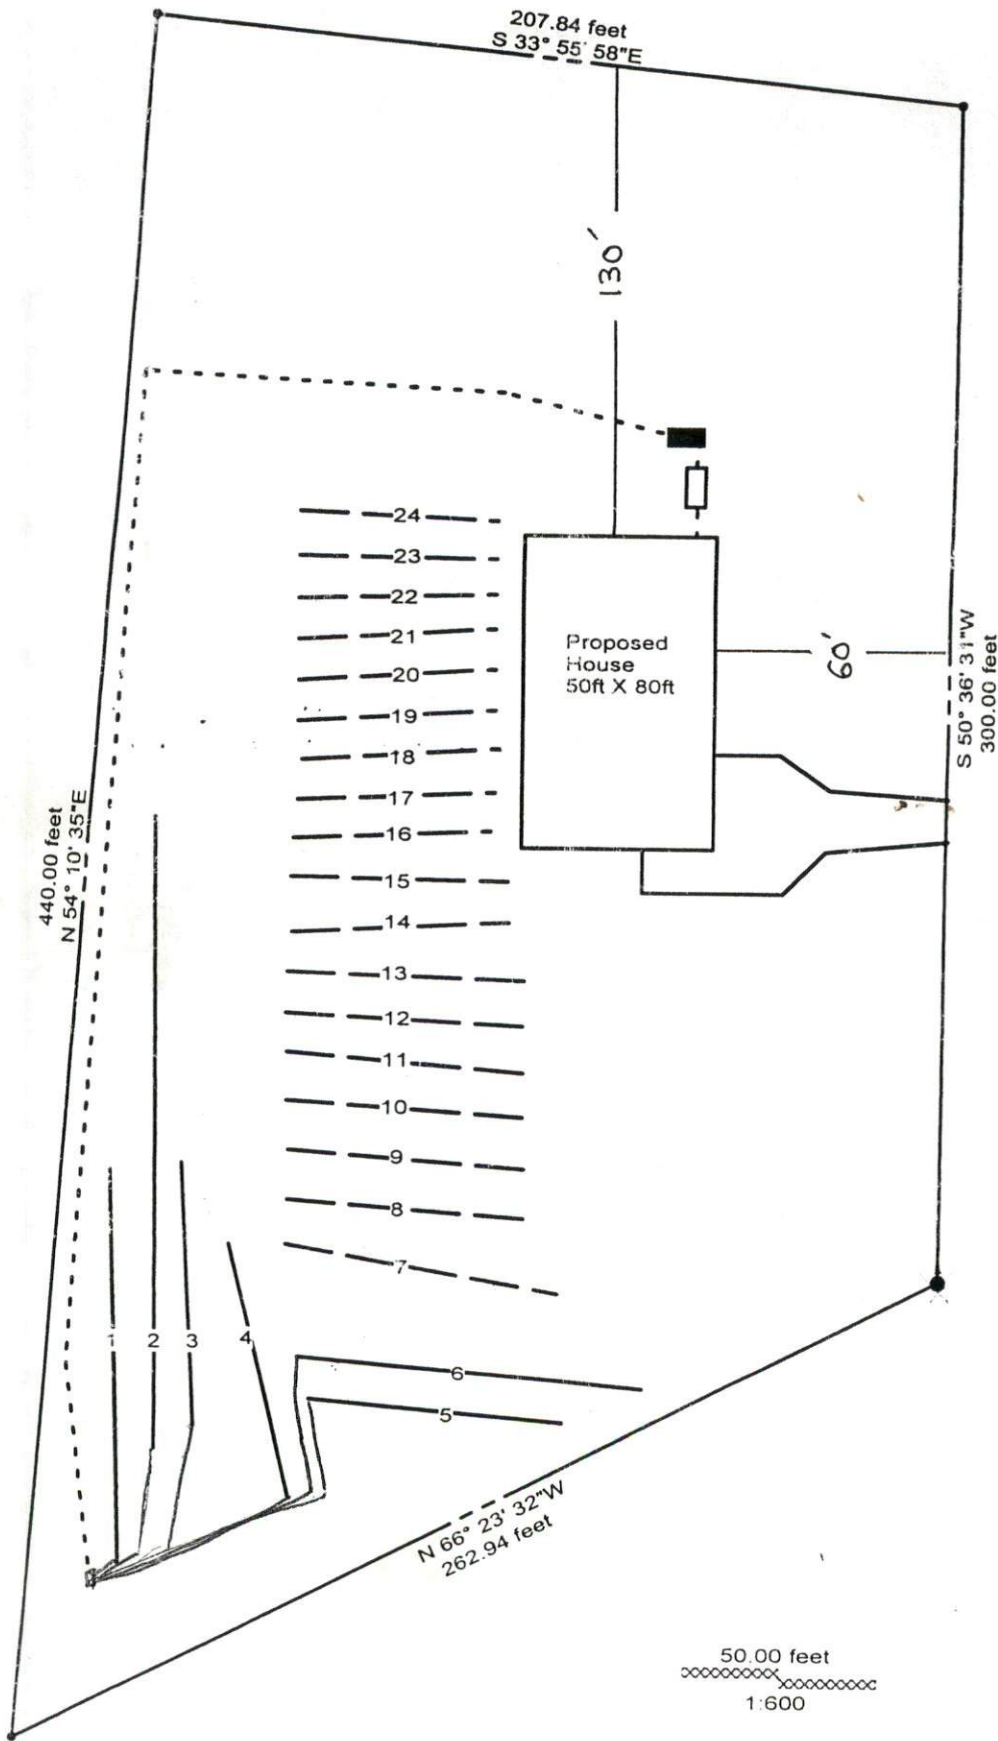 207.84 feet
S 33° 55' 58"E
130'
24
23
22
21
20
19
18
17
16
15
14
13
12
11
10
9
8
7
Proposed
House
50ft X 80ft
60'
S 50° 36' 31"W
300.00 feet
440.00 feet
N 54° 10' 35"E
1
2
3
4
6
5
N 66° 23' 32"W
262.94 feet
50.00 feet
1:600